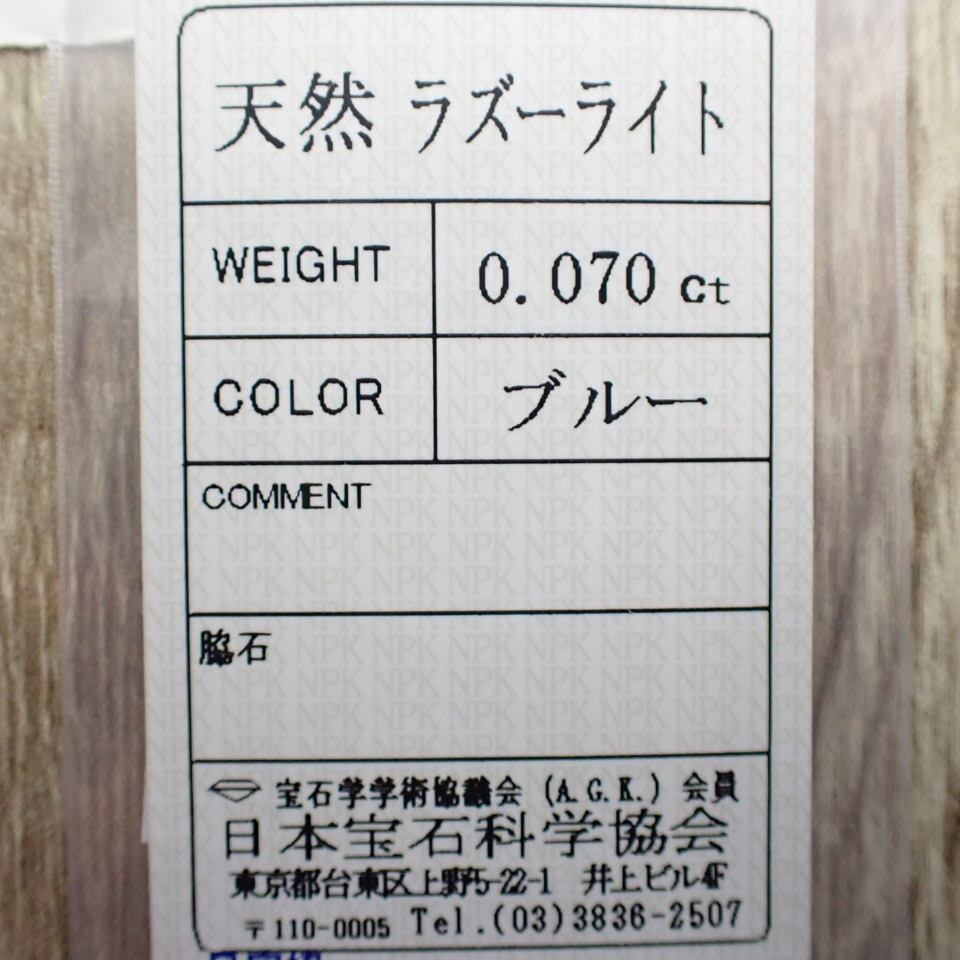 天然 ラズーライト
WEIGHT 0.070 ct
COLOR ブルー
COMMENT
脇石
宝石学学術協議会 (A.G.K.) 会員
日本宝石科学協会
東京都台東区上野5-22-1 井上ビル4F
〒110-0005 Tel.(03)3836-2507